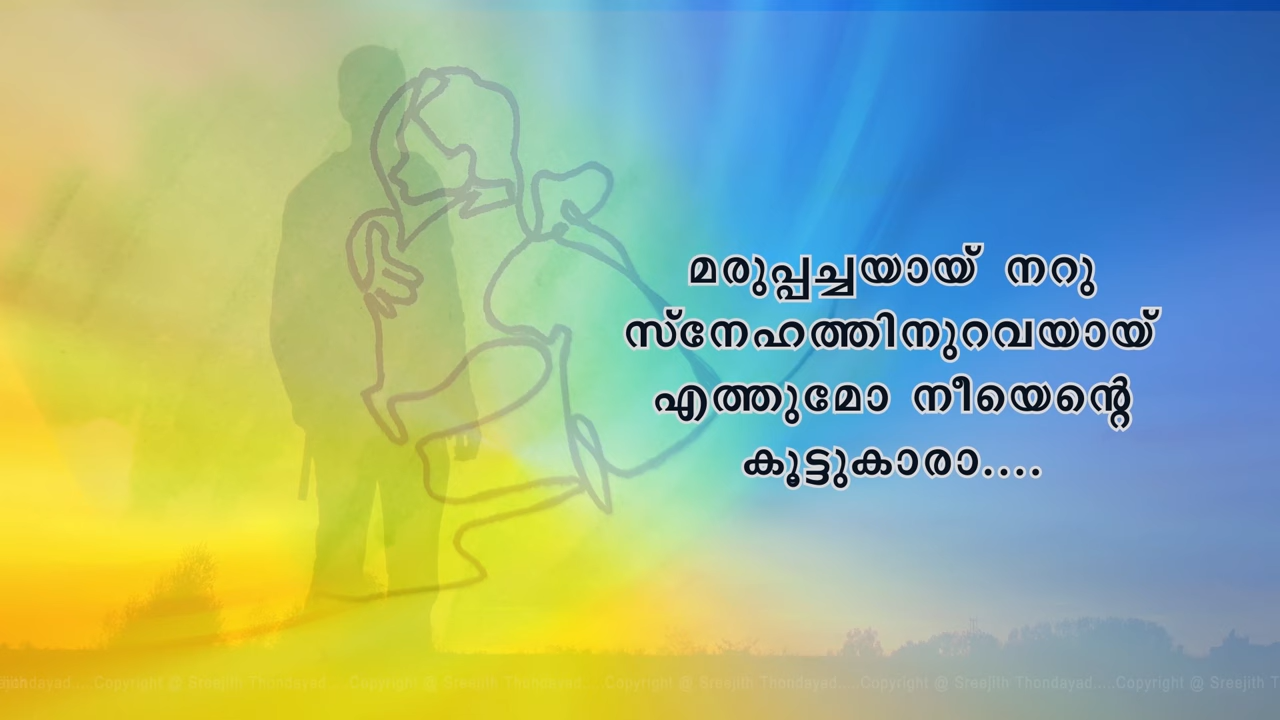 മരുപ്പച്ചയായ് നറു
സ്നേഹത്തിനുറവയായ്
എത്തുമോ നീയെന്റെ
കൂട്ടുകാരാ....
Copyright @ Sreejith Thondayad.....Copyright @ Sreejith Thondayad.....Copyright @ Sreejith Thondayad.....Copyright @ Sreejith Thondayad.....Copyright @ Sreejith